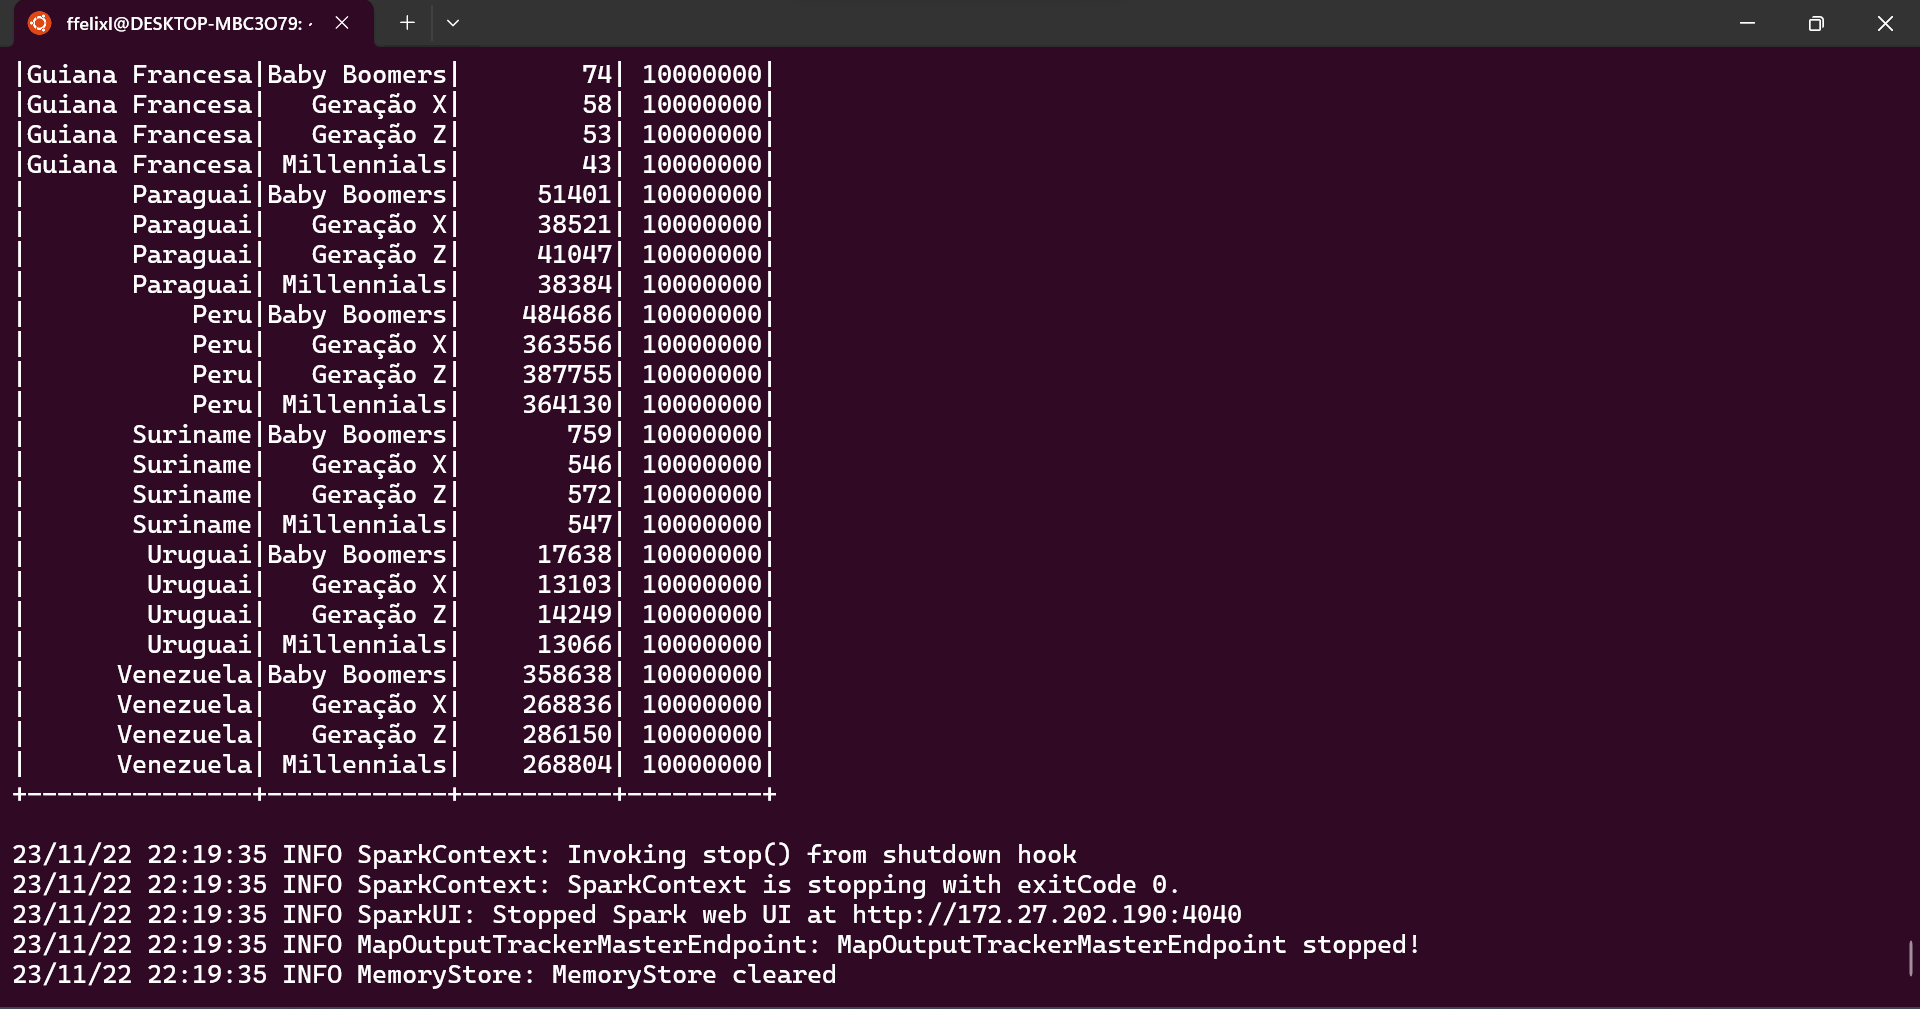 ffelixl@DESKTOP-MBC3O79:
|Guiana Francesa|Baby Boomers|        74| 10000000|
|Guiana Francesa|   Geração X|        58| 10000000|
|Guiana Francesa|   Geração Z|        53| 10000000|
|Guiana Francesa| Millennials|        43| 10000000|
|       Paraguai|Baby Boomers|     51401| 10000000|
|       Paraguai|   Geração X|     38521| 10000000|
|       Paraguai|   Geração Z|     41047| 10000000|
|       Paraguai| Millennials|     38384| 10000000|
|           Peru|Baby Boomers|    484686| 10000000|
|           Peru|   Geração X|    363556| 10000000|
|           Peru|   Geração Z|    387755| 10000000|
|           Peru| Millennials|    364130| 10000000|
|       Suriname|Baby Boomers|       759| 10000000|
|       Suriname|   Geração X|       546| 10000000|
|       Suriname|   Geração Z|       572| 10000000|
|       Suriname| Millennials|       547| 10000000|
|        Uruguai|Baby Boomers|     17638| 10000000|
|        Uruguai|   Geração X|     13103| 10000000|
|        Uruguai|   Geração Z|     14249| 10000000|
|        Uruguai| Millennials|     13066| 10000000|
|      Venezuela|Baby Boomers|    358638| 10000000|
|      Venezuela|   Geração X|    268836| 10000000|
|      Venezuela|   Geração Z|    286150| 10000000|
|      Venezuela| Millennials|    268804| 10000000|
+---------------+------------+----------+---------+
23/11/22 22:19:35 INFO SparkContext: Invoking stop() from shutdown hook
23/11/22 22:19:35 INFO SparkContext: SparkContext is stopping with exitCode 0.
23/11/22 22:19:35 INFO SparkUI: Stopped Spark web UI at http://172.27.202.190:4040
23/11/22 22:19:35 INFO MapOutputTrackerMasterEndpoint: MapOutputTrackerMasterEndpoint stopped!
23/11/22 22:19:35 INFO MemoryStore: MemoryStore cleared